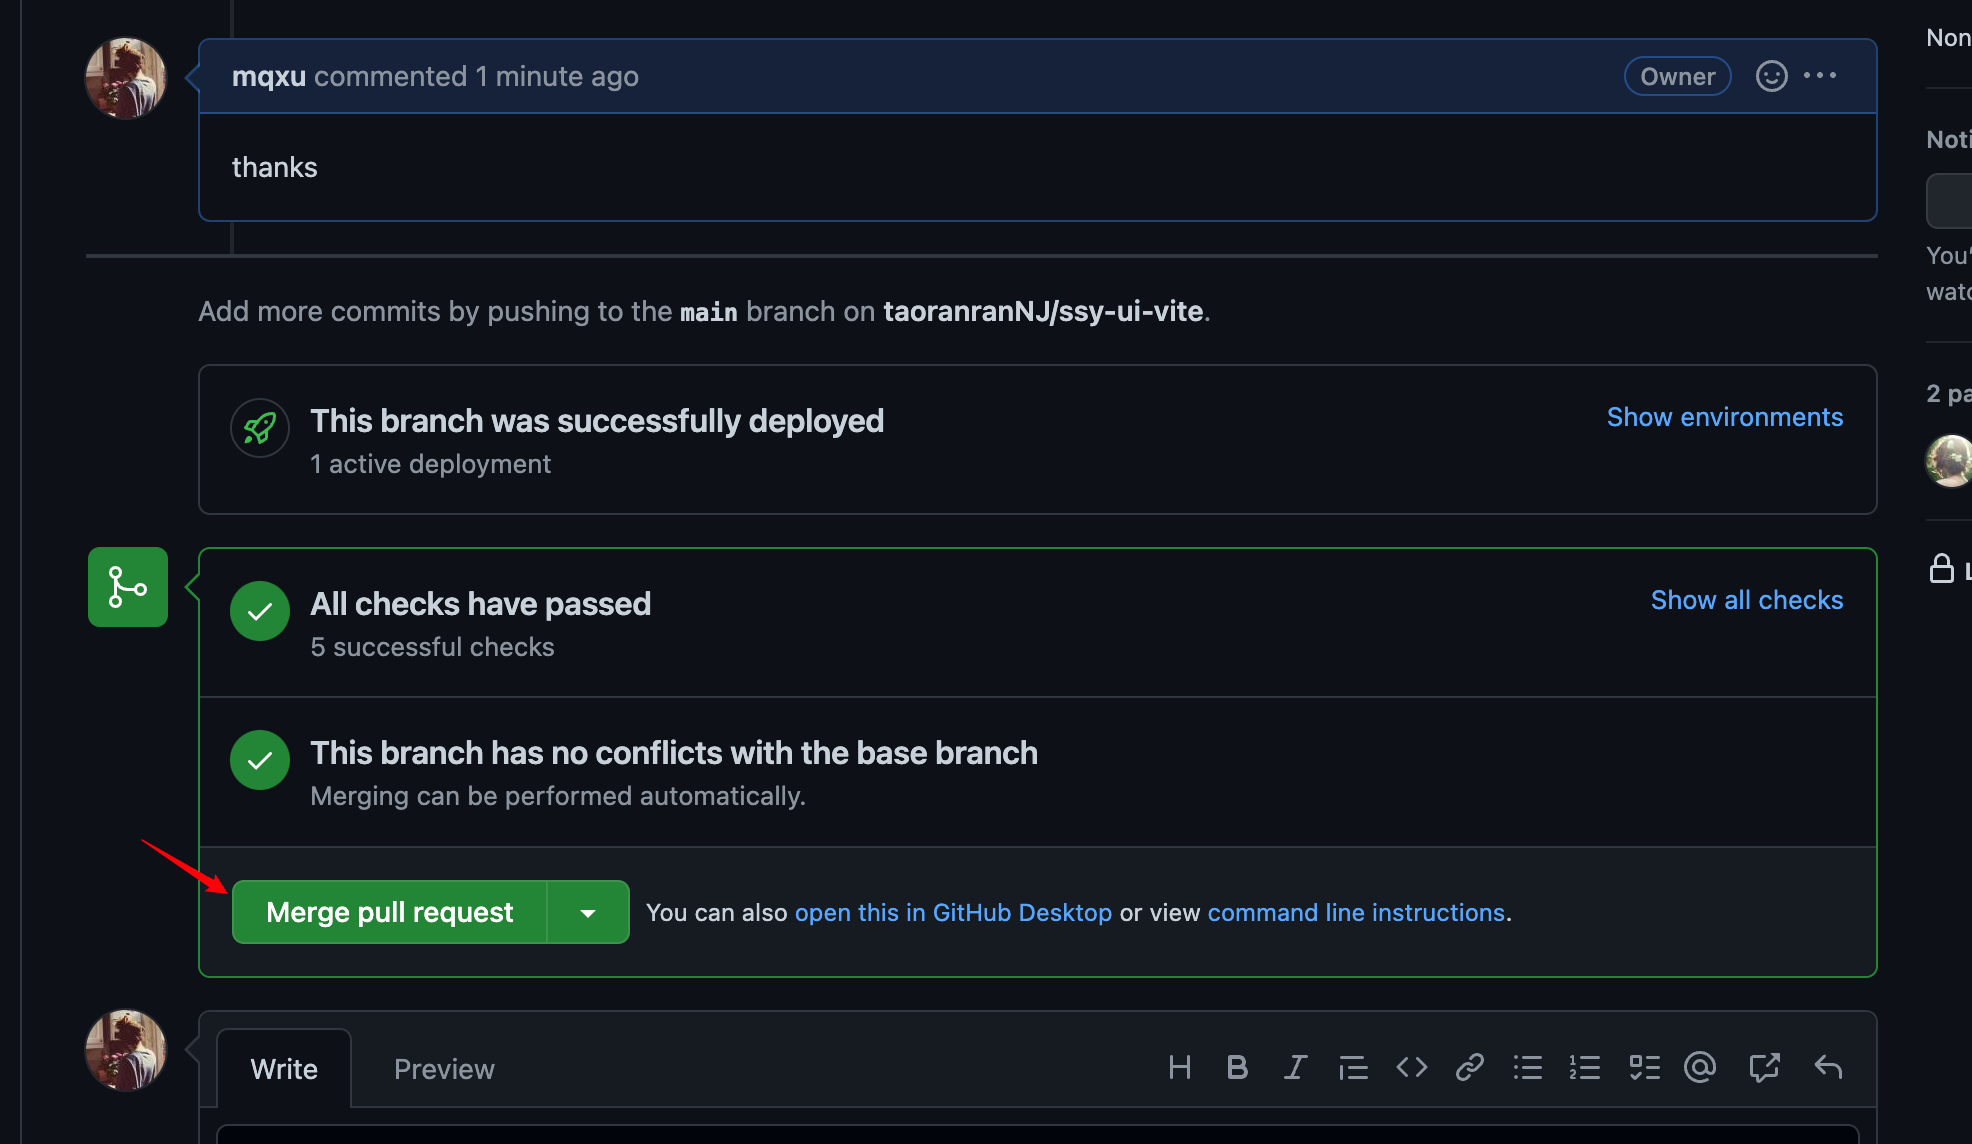 mqxu commented 1 minute ago
Owner
thanks
Add more commits by pushing to the main branch on taoranranNJ/ssy-ui-vite.
This branch was successfully deployed
Show environments
1 active deployment
All checks have passed
Show all checks
5 successful checks
This branch has no conflicts with the base branch
Merging can be performed automatically.
Merge pull request
You can also open this in GitHub Desktop or view command line instructions.
Write
Preview
Non
Noti
You'
watc
2 pa